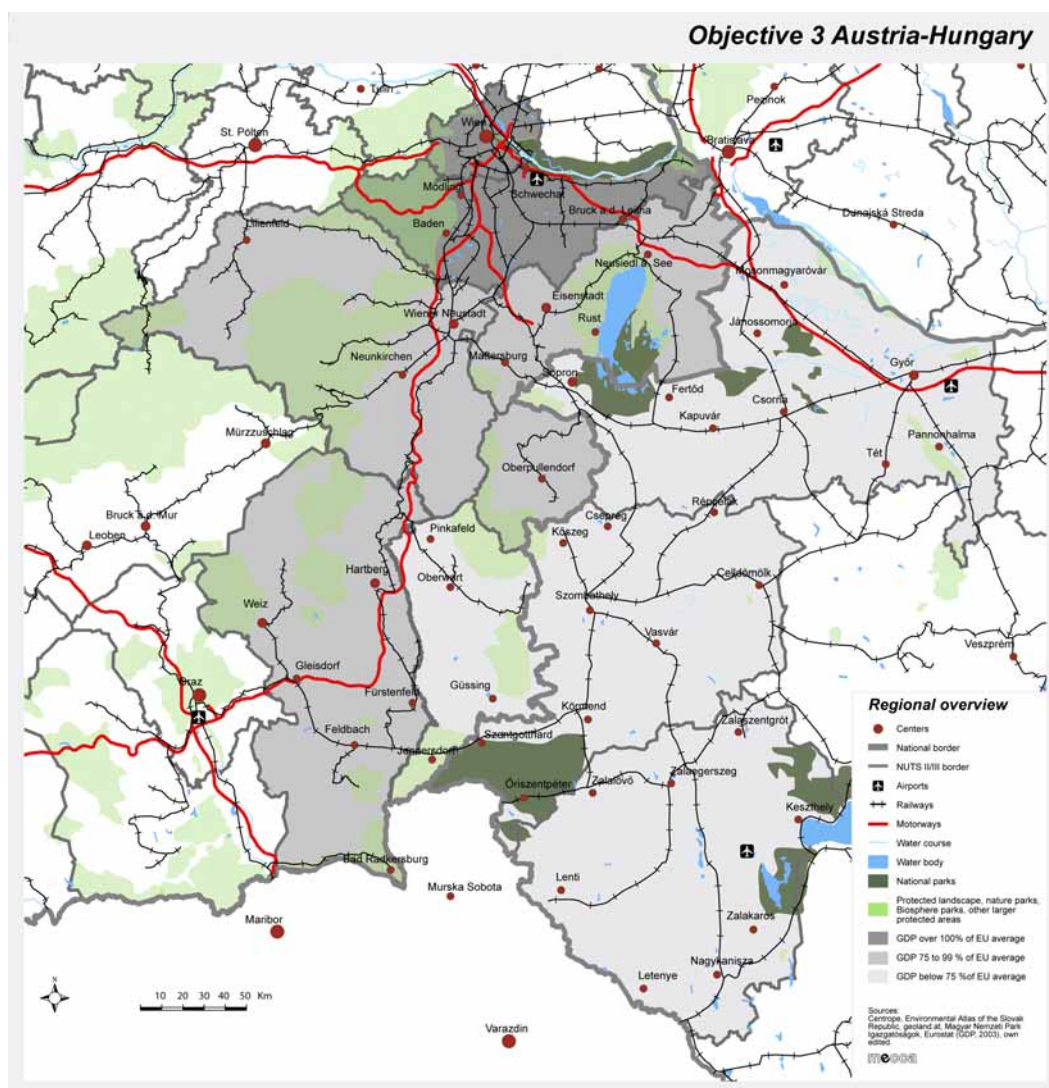 Objective 3 Austria-Hungary
Tulln
Pezinok
Wien
St. Pölten
Bratislava
Mödling
Schwechat
Bruck a.d. Leitha
Dunajská Streda
Lilienfeld
Baden
Neusiedl a. See
Mosonmagyaróvár
Eisenstadt
Wiener Neustadt
Rust
Jánossomorja
Neunkirchen
Mattersburg
Sopron
Győr
Fertőd
Csorna
Kapuvár
Mürzzuschlag
Pannonhalma
Tét
Oberpullendorf
Bruck a.d. Mur
Répcelak
Csepreg
Leoben
Pinkafeld
Kőszeg
Hartberg
Oberwart
Celldömölk
Szombathely
Weiz
Vasvár
Veszprém
Gleisdorf
Graz
Fürstenfeld
Güssing
Körmend
Zalaszentgrót
Feldbach
Jennersdorf
Szentgotthard
Őriszentpéter
Zalalövő
Zalaegerszeg
Keszthely
Bad Radkersburg
Murska Sobota
Lenti
Maribor
Zalakaros
Nagykanisza
Letenye
Varazdin
N
10 20 30 40 50 Km
Regional overview
Centers
National border
NUTS II/III border
Airports
Railways
Motorways
Water course
Water body
National parks
Protected landscape, nature parks,
Biosphere parks, other larger
protected areas
GDP over 100% of EU average
GDP 75 to 99 % of EU average
GDP below 75 %of EU average
Sources:
Centrope, Environmental Atlas of the Slovak
Republic, geoland.at, Magyar Nemzeti Park
Igazgatóságok, Eurostat (GDP, 2003), own
edited
mecca